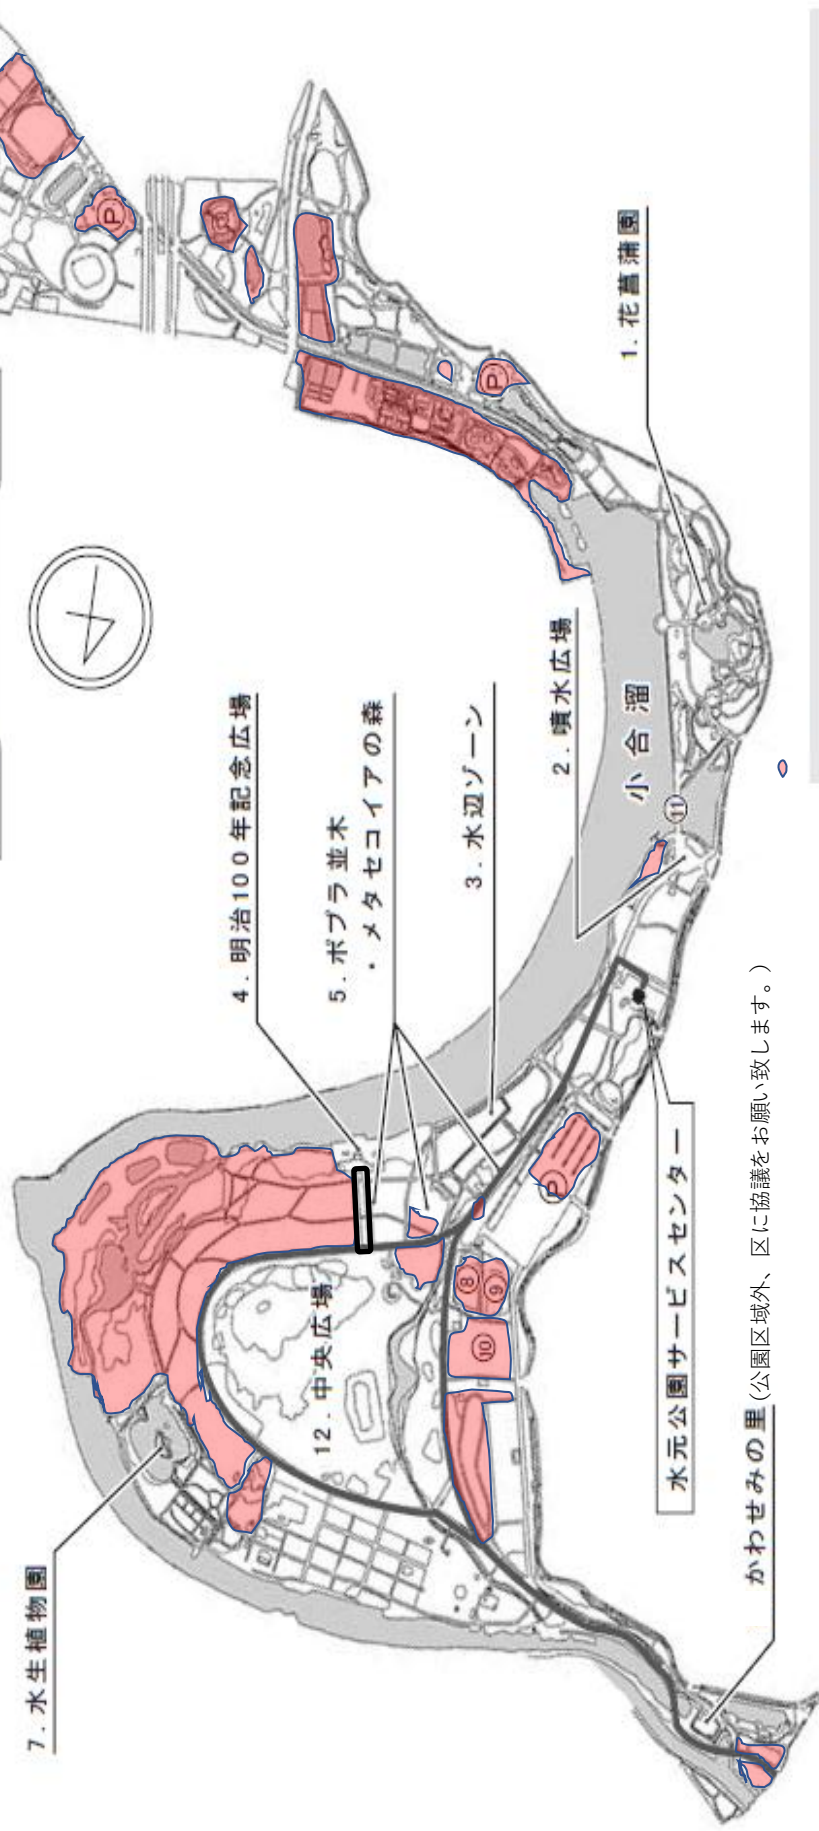 1. 花菖蒲園
2. 噴水広場
小合溜
3. 水辺ゾーン
4. 明治100年記念広場
5. ポプラ並木
・メタセコイアの森
7. 水生植物園
12. 中央広場
水元公園サービスセンター
かわせみの里(公園区域外、区に協議をお願い致します。)
P
P
P
8
9
10
11